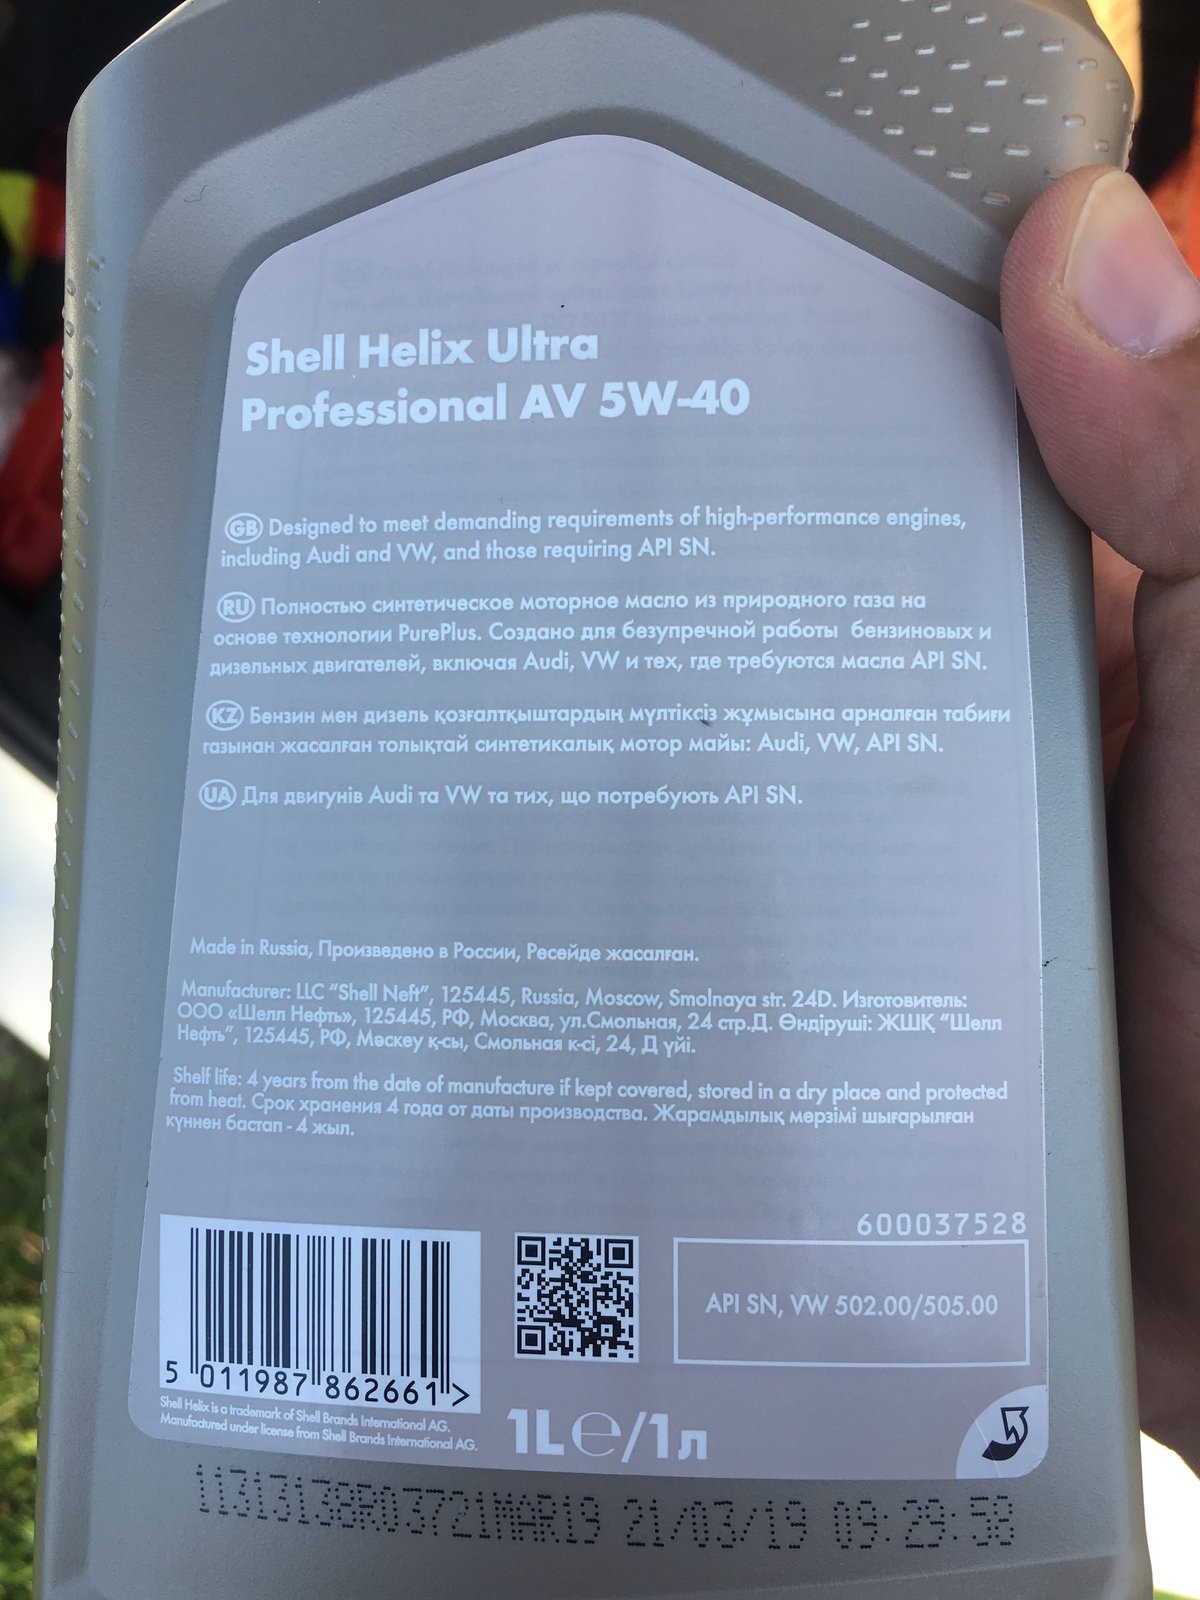 Shell Helix Ultra
Professional AV 5W-40
GB Designed to meet demanding requirements of high-performance engines,
including Audi and VW, and those requiring API SN.
RU Полностью синтетическое моторное масло из природного газа на
основе технологии PurePlus. Создано для безупречной работы бензиновых и
дизельных двигателей, включая Audi, VW и тех, где требуются масла API SN.
KZ Бензин мен дизель қозғалтқыштардың мүлтіксіз жұмысына арналған табиғи
газынан жасалған толықтай синтетикалық мотор майы: Audi, VW, API SN.
UA Для двигунів Audi та VW та тих, що потребують API SN.
Made in Russia, Произведено в России, Ресейде жасалған.
Manufacturer: LLC “Shell Neft”, 125445, Russia, Moscow, Smolnaya str. 24D. Изготовитель:
ООО «Шелл Нефть», 125445, РФ, Москва, ул.Смольная, 24 стр.Д. Өндіруші: ЖШҚ “Шелл
Нефть”, 125445, РФ, Мәскеу қ-сы, Смольная к-сі, 24, Д үйі.
Shelf life: 4 years from the date of manufacture if kept covered, stored in a dry place and protected
from heat. Срок хранения 4 года от даты производства. Жарамдылық мерзімі шығарылған
күннен бастап - 4 жыл.
600037528
API SN, VW 502.00/505.00
5 011987 862661 >
Shell Helix is a trademark of Shell Brands International AG.
Manufactured under license from Shell Brands International AG.
1L℮/1л
21/03/19 09:29:58